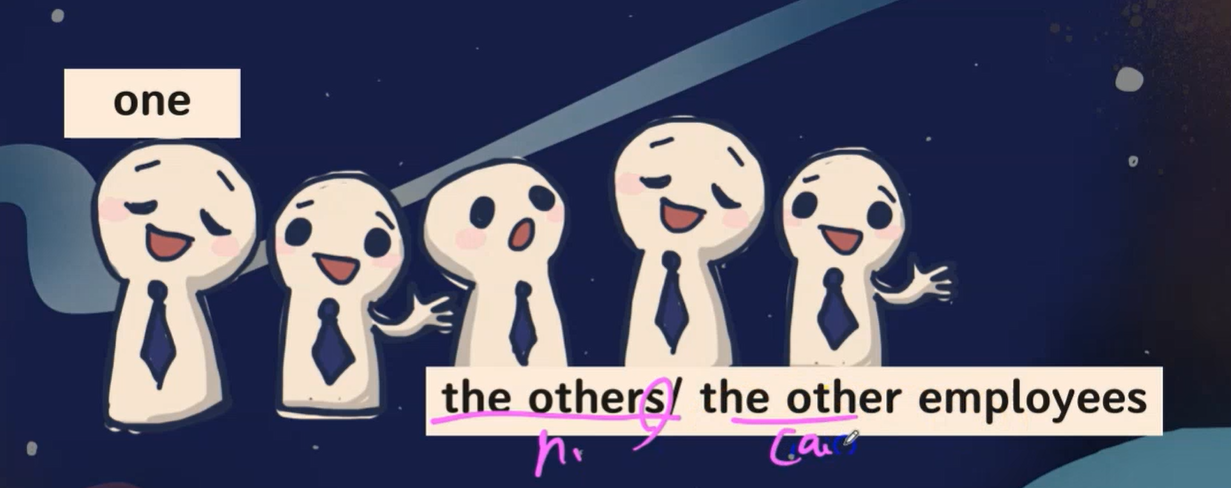 one
the others/ the other employees
n.